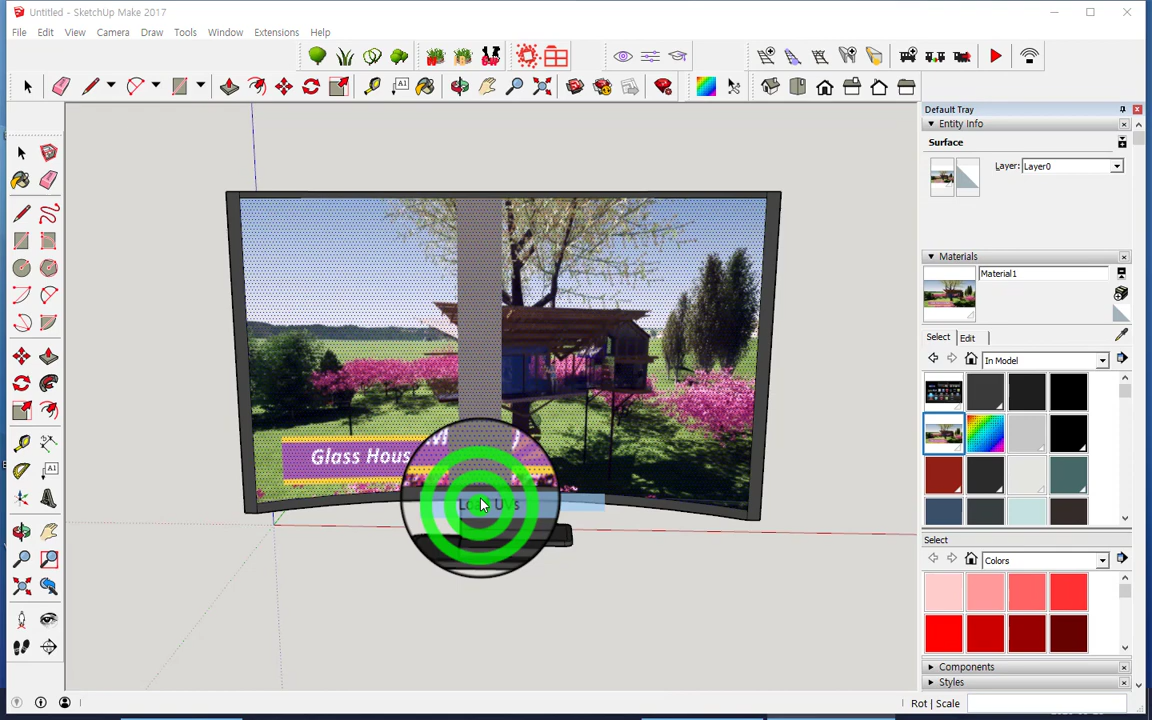 Untitled - SketchUp Make 2017
File Edit View Camera Draw Tools Window Extensions Help
Default Tray
Entity Info
Surface
Layer: Layer0
Materials
Material1
Select Edit
In Model
Glass Hous
UVs
Select
Colors
Components
Styles
Rot | Scale